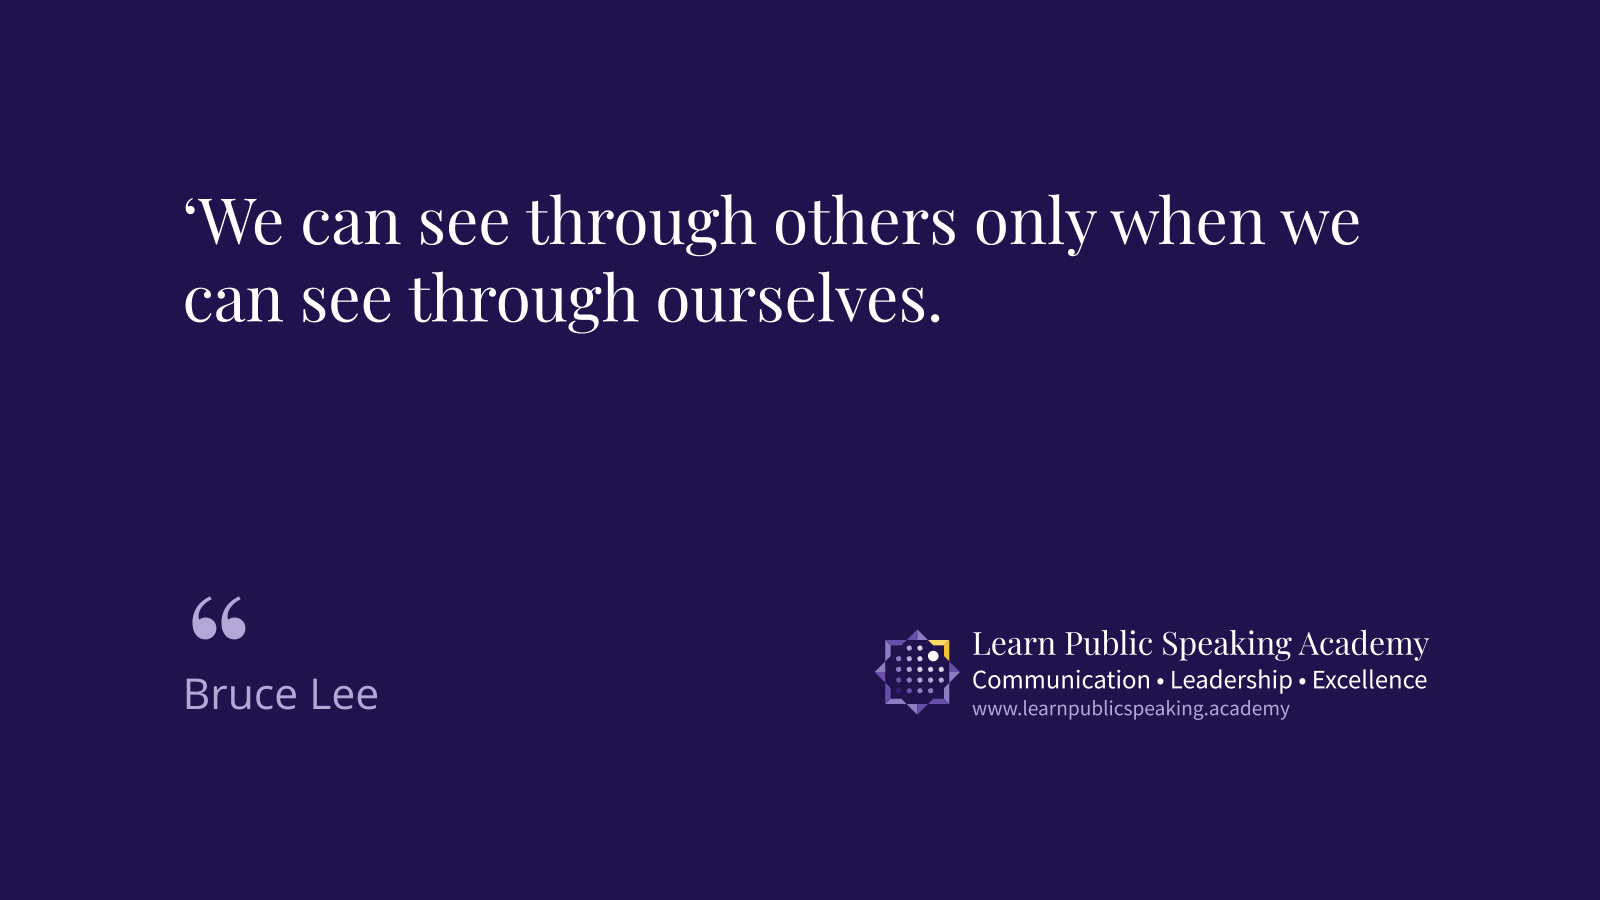 ‘We can see through others only when we
can see through ourselves.
“
Bruce Lee
Learn Public Speaking Academy
Communication • Leadership • Excellence
www.learnpublicspeaking.academy